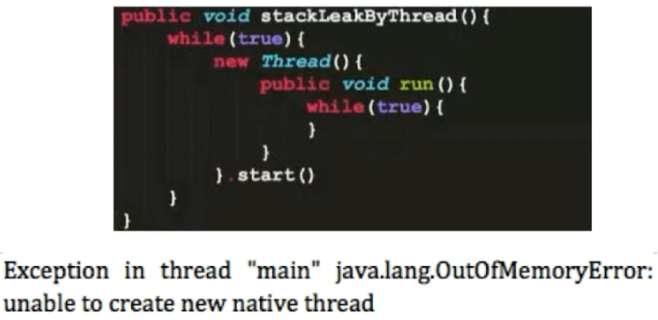 public void stackLeakByThread(){
while(true){
new Thread(){
public void run(){
while(true){
}
}
}.start()
}
}
Exception in thread "main" java.lang.OutOfMemoryError:
unable to create new native thread